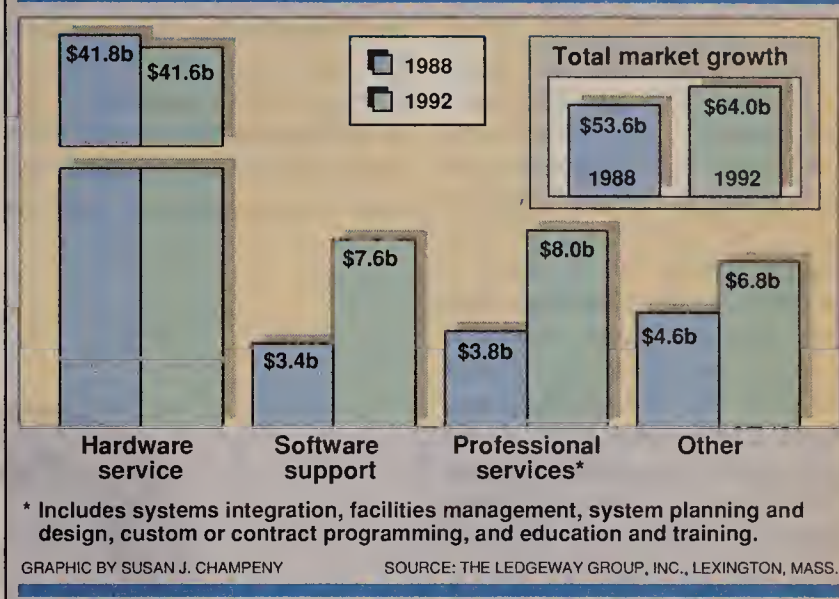 $41.8b
$41.6b
1988
1992
Total market growth
$53.6b
1988
$64.0b
1992
$3.4b
$7.6b
$3.8b
$8.0b
$4.6b
$6.8b
Hardware
service
Software
support
Professional
services*
Other
* Includes systems integration, facilities management, system planning and
design, custom or contract programming, and education and training.
GRAPHIC BY SUSAN J. CHAMPENY
SOURCE: THE LEDGEWAY GROUP, INC., LEXINGTON, MASS.